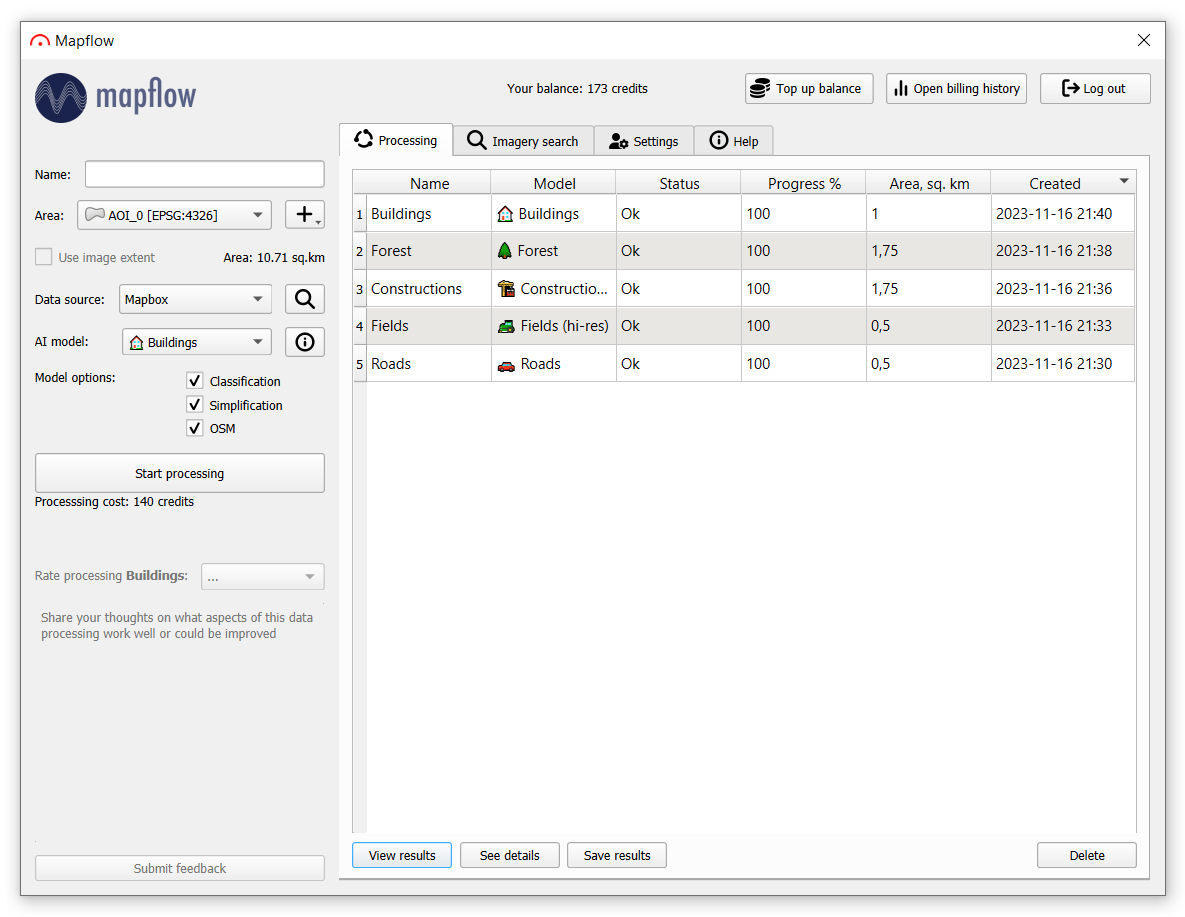 Mapflow
mapflow
Your balance: 173 credits
Top up balance
Open billing history
Log out
Processing
Imagery search
Settings
Help
Name:
Area:
AOI_0 [EPSG:4326]
Use image extent
Area: 10.71 sq.km
Data source:
Mapbox
AI model:
Buildings
Model options:
Classification
Simplification
OSM
Start processing
Processsing cost: 140 credits
Rate processing Buildings:
...
Share your thoughts on what aspects of this data
processing work well or could be improved
Submit feedback
Name Model Status Progress % Area, sq. km Created
1 Buildings Buildings Ok 100 1 2023-11-16 21:40
2 Forest Forest Ok 100 1,75 2023-11-16 21:38
3 Constructions Constructio... Ok 100 1,75 2023-11-16 21:36
4 Fields Fields (hi-res) Ok 100 0,5 2023-11-16 21:33
5 Roads Roads Ok 100 0,5 2023-11-16 21:30
View results
See details
Save results
Delete